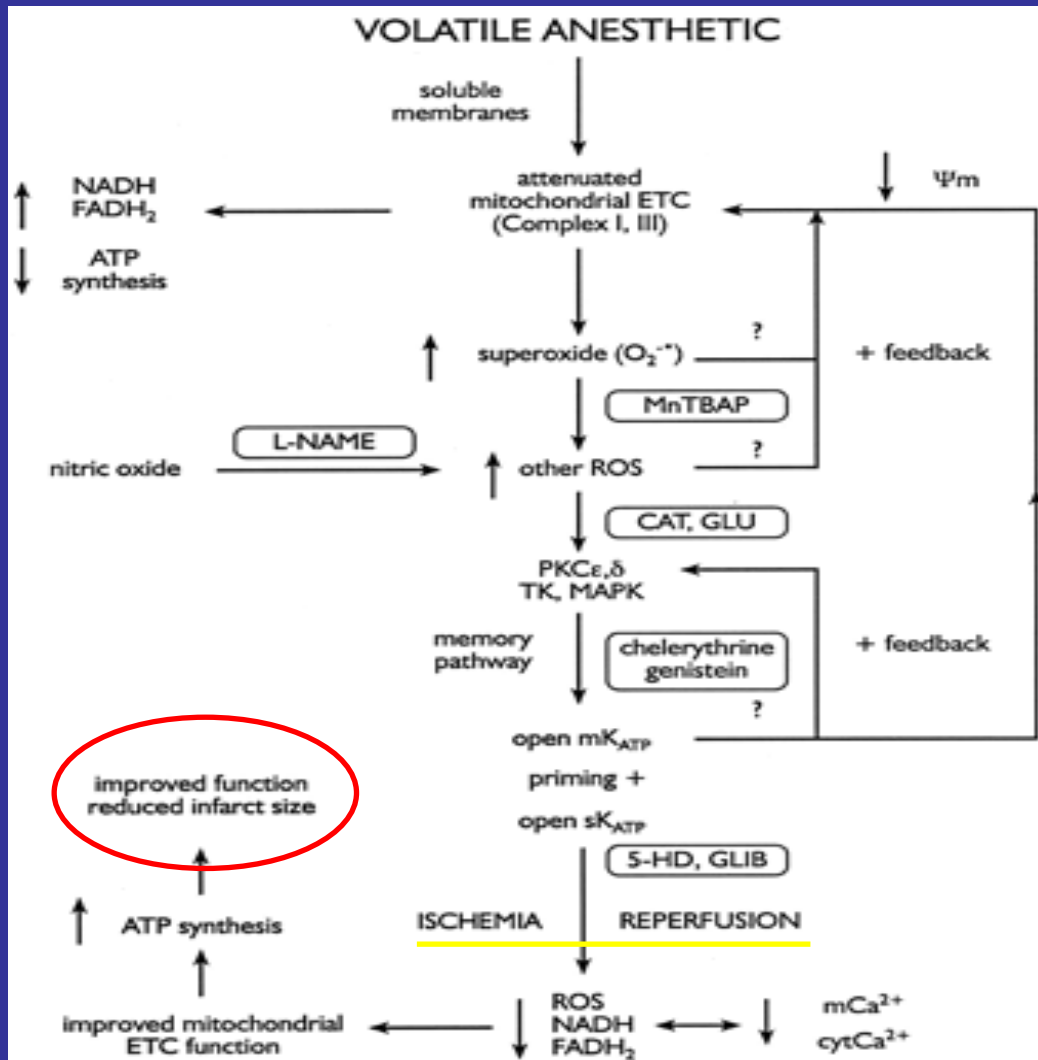 VOLATILE ANESTHETIC
soluble
membranes
attenuated
mitochondrial ETC
(Complex I, III)
Ψm
NADH
FADH₂
ATP
synthesis
superoxide (O₂⁻•)
?
+ feedback
MnTBAP
L-NAME
nitric oxide
other ROS
?
CAT, GLU
PKCε,δ
TK, MAPK
memory
pathway
chelerythrine
genistein
+ feedback
?
open mKATP
priming +
open sKATP
5-HD, GLIB
improved function
reduced infarct size
ATP synthesis
ISCHEMIA REPERFUSION
improved mitochondrial
ETC function
ROS
NADH
FADH₂
mCa²⁺
cytCa²⁺